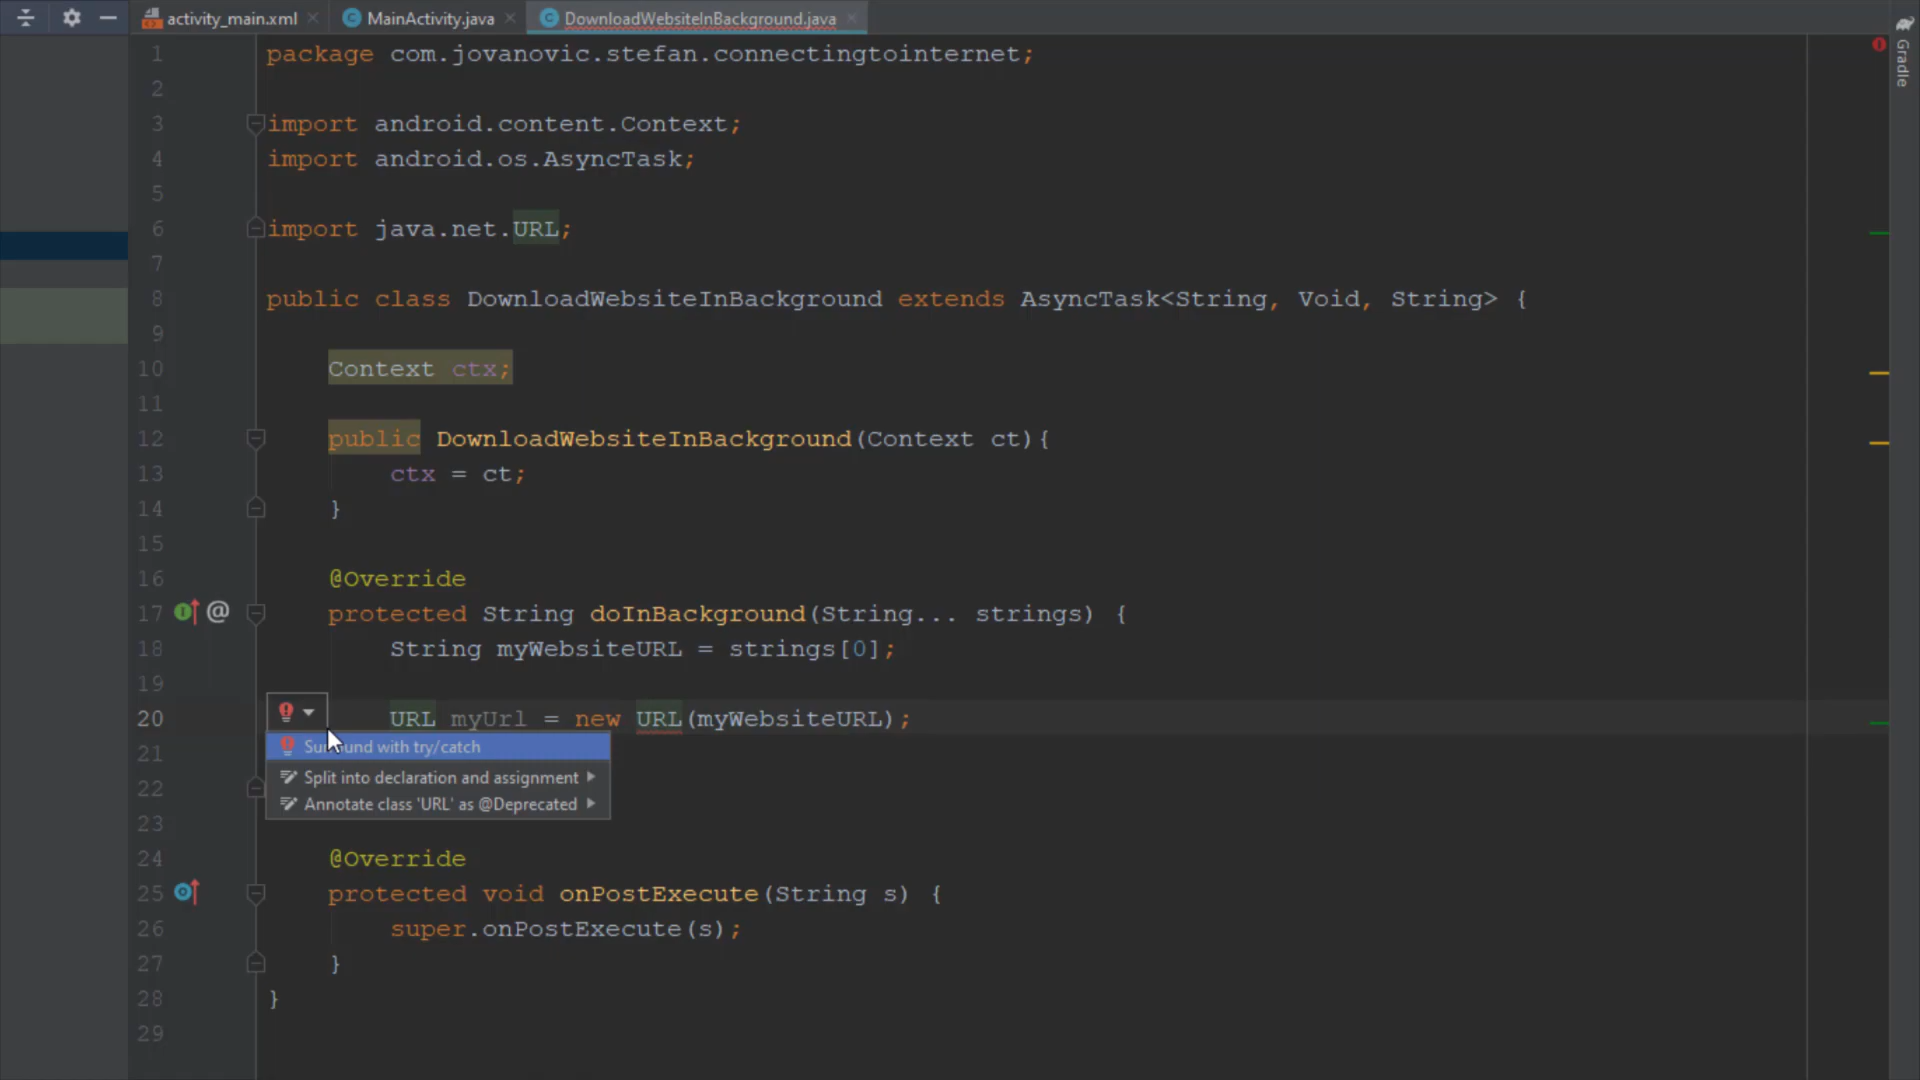 activity_main.xml MainActivity.java DownloadWebsiteInBackground.java
Gradle
1 package com.jovanovic.stefan.connectingtointernet;
2
3 import android.content.Context;
4 import android.os.AsyncTask;
5
6 import java.net.URL;
7
8 public class DownloadWebsiteInBackground extends AsyncTask<String, Void, String> {
9
10 Context ctx;
11
12 public DownloadWebsiteInBackground(Context ct){
13 ctx = ct;
14 }
15
16 @Override
17 @ protected String doInBackground(String... strings) {
18 String myWebsiteURL = strings[0];
19
20 URL myUrl = new URL(myWebsiteURL);
21 Surround with try/catch
Split into declaration and assignment
22 Annotate class 'URL' as @Deprecated
23
24 @Override
25 protected void onPostExecute(String s) {
26 super.onPostExecute(s);
27 }
28 }
29